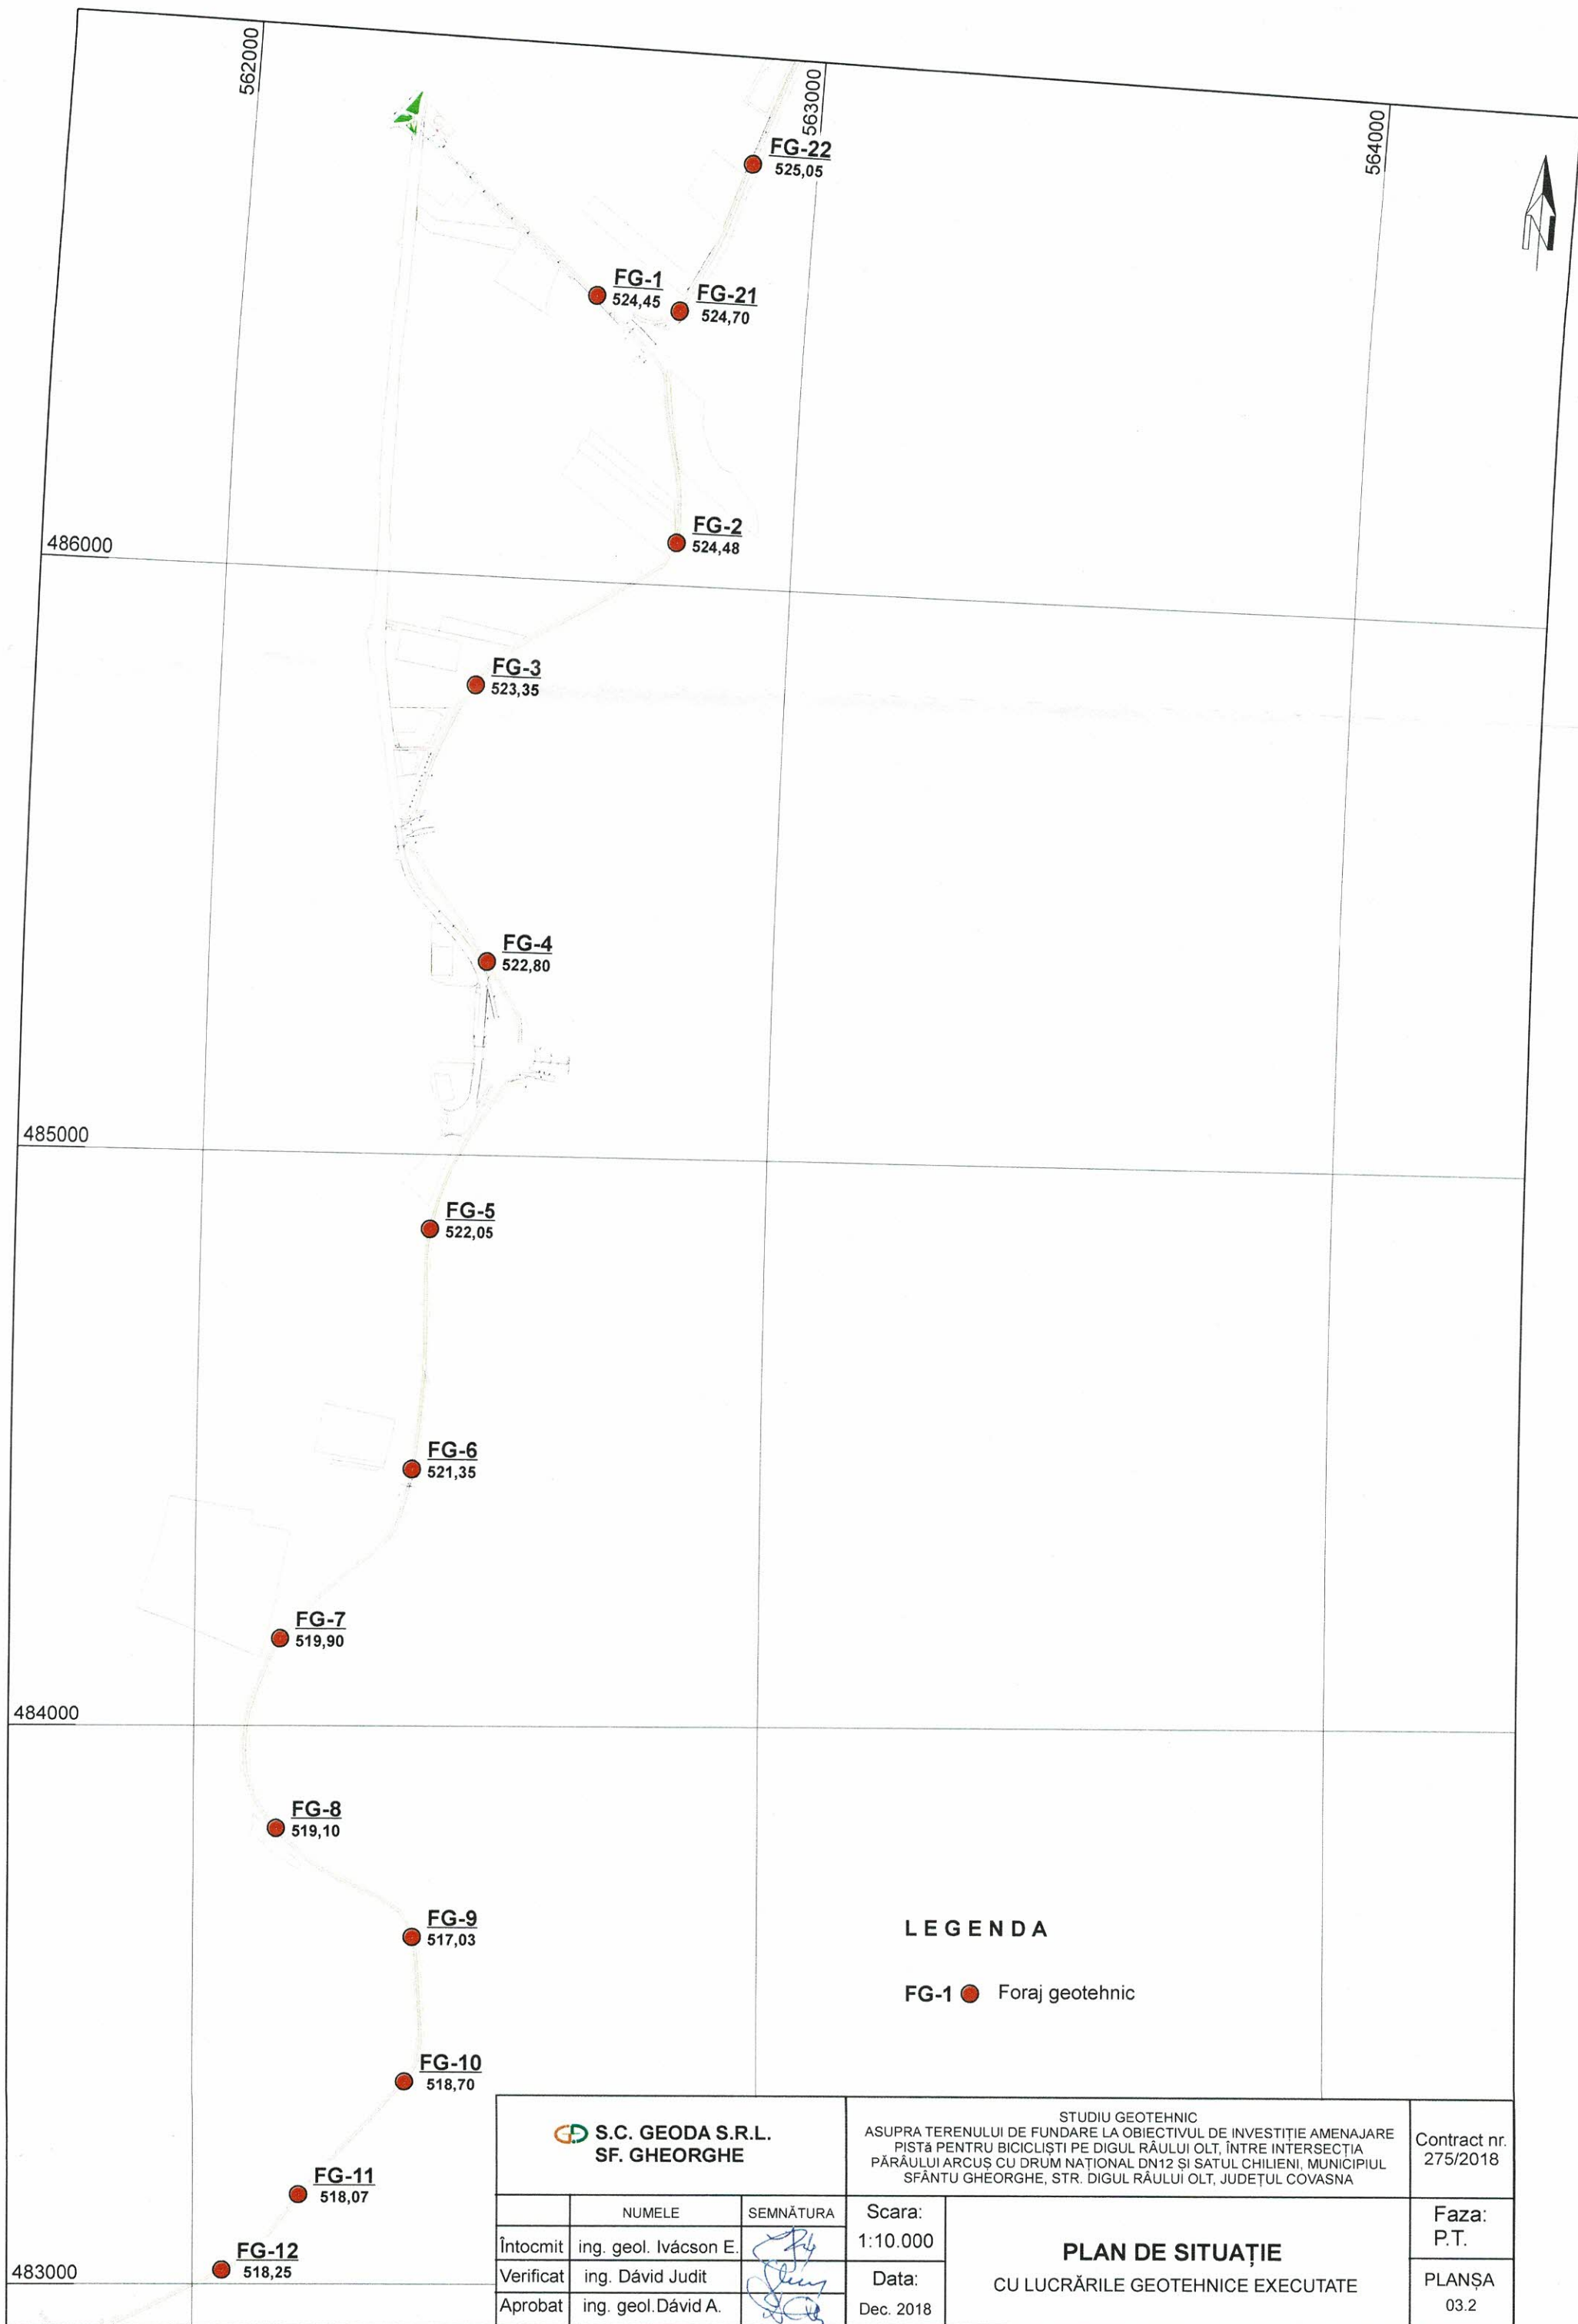 562000
563000
564000
FG-22
525,05
FG-1
524,45
FG-21
524,70
FG-2
524,48
486000
FG-3
523,35
FG-4
522,80
485000
FG-5
522,05
FG-6
521,35
FG-7
519,90
484000
FG-8
519,10
FG-9
517,03
LEGENDA
FG-1 Foraj geotehnic
FG-10
518,70
FG-11
518,07
FG-12
518,25
483000
S.C. GEODA S.R.L.
SF. GHEORGHE
STUDIU GEOTEHNIC
ASUPRA TERENULUI DE FUNDARE LA OBIECTIVUL DE INVESTIȚIE AMENAJARE
PISTă PENTRU BICICLIȘTI PE DIGUL RÂULUI OLT, ÎNTRE INTERSECȚIA
PĂRÂULUI ARCUȘ CU DRUM NAȚIONAL DN12 ȘI SATUL CHILIENI, MUNICIPIUL
SFÂNTU GHEORGHE, STR. DIGUL RÂULUI OLT, JUDEȚUL COVASNA
Contract nr.
275/2018
NUMELE SEMNĂTURA
Întocmit ing. geol. Ivácson E.
Verificat ing. Dávid Judit
Aprobat ing. geol.Dávid A.
Scara:
1:10.000
Data:
Dec. 2018
PLAN DE SITUAȚIE
CU LUCRĂRILE GEOTEHNICE EXECUTATE
Faza:
P.T.
PLANȘA
03.2